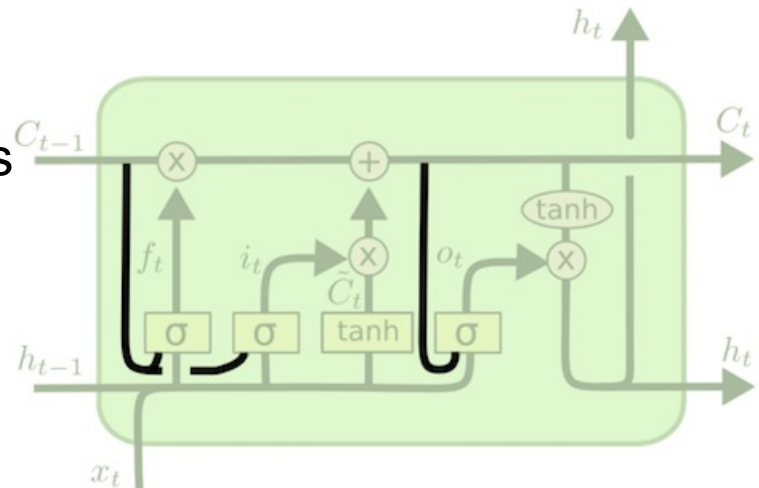 h_t
C_{t-1}
s
C_t
x
+
tanh
f_t
i_t
x
o_t
x
C̃_t
σ
σ
tanh
σ
h_{t-1}
h_t
x_t